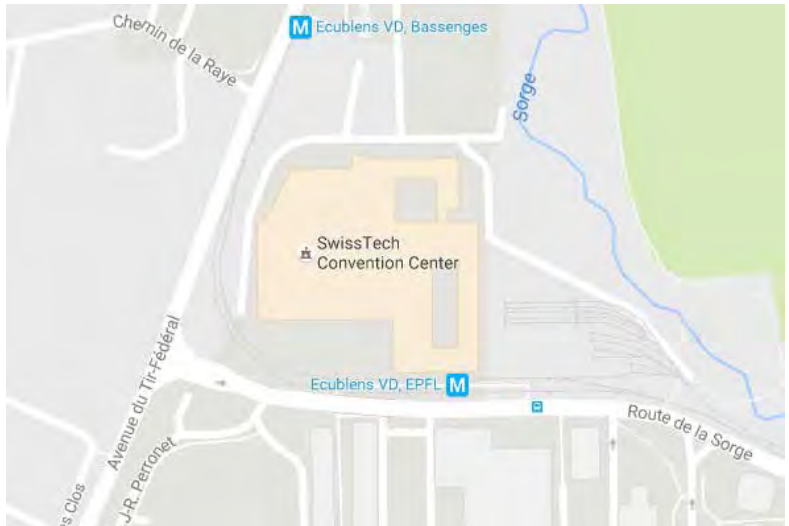 M Ecublens VD, Bassenges
Chemin de la Raye
Sorge
SwissTech
Convention Center
Avenue du Tir-Fédéral
Ecublens VD, EPFL M
Route de la Sorge
J-R. Perronet
Clos